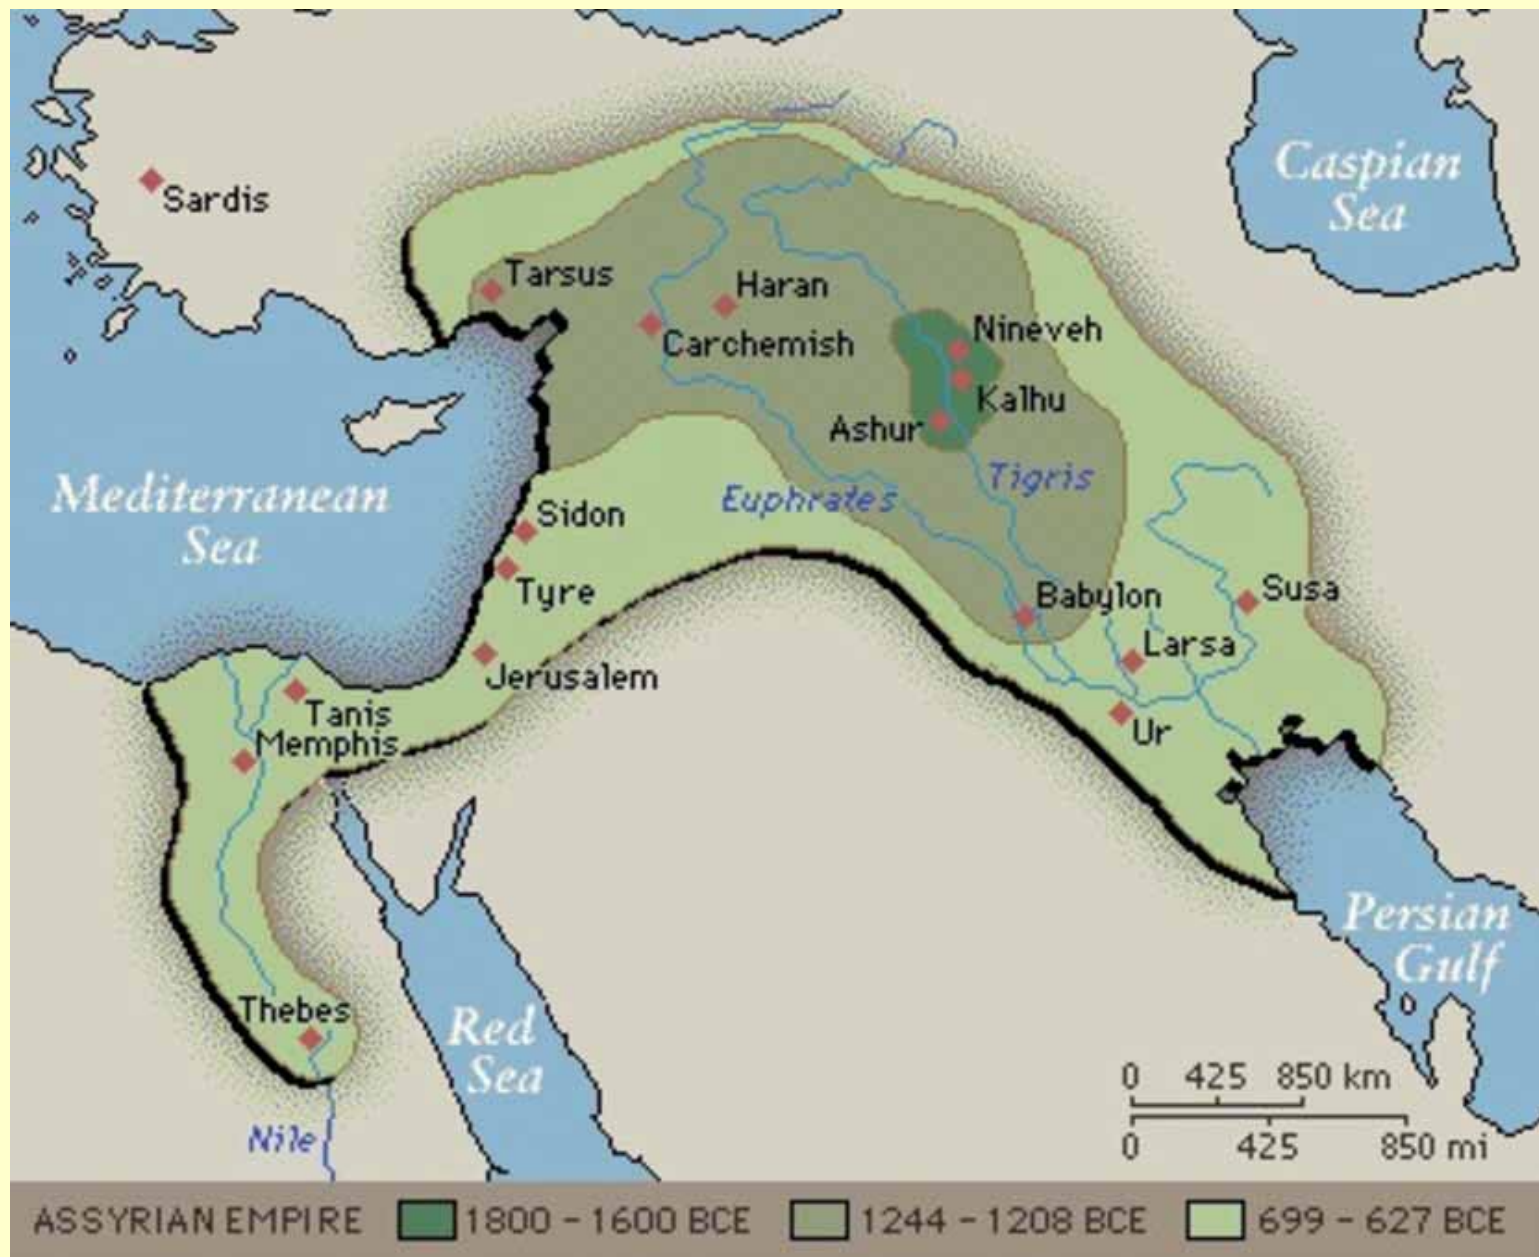 Caspian
Sea
Sardis
Tarsus
Haran
Carchemish
Nineveh
Kalhu
Ashur
Tigris
Euphrates
Mediterranean
Sea
Sidon
Tyre
Babylon
Susa
Larsa
Jerusalem
Tanis
Memphis
Ur
Persian
Gulf
Thebes
Red
Sea
Nile
0 425 850 km
0 425 850 mi
ASSYRIAN EMPIRE 1800 - 1600 BCE 1244 - 1208 BCE 699 - 627 BCE